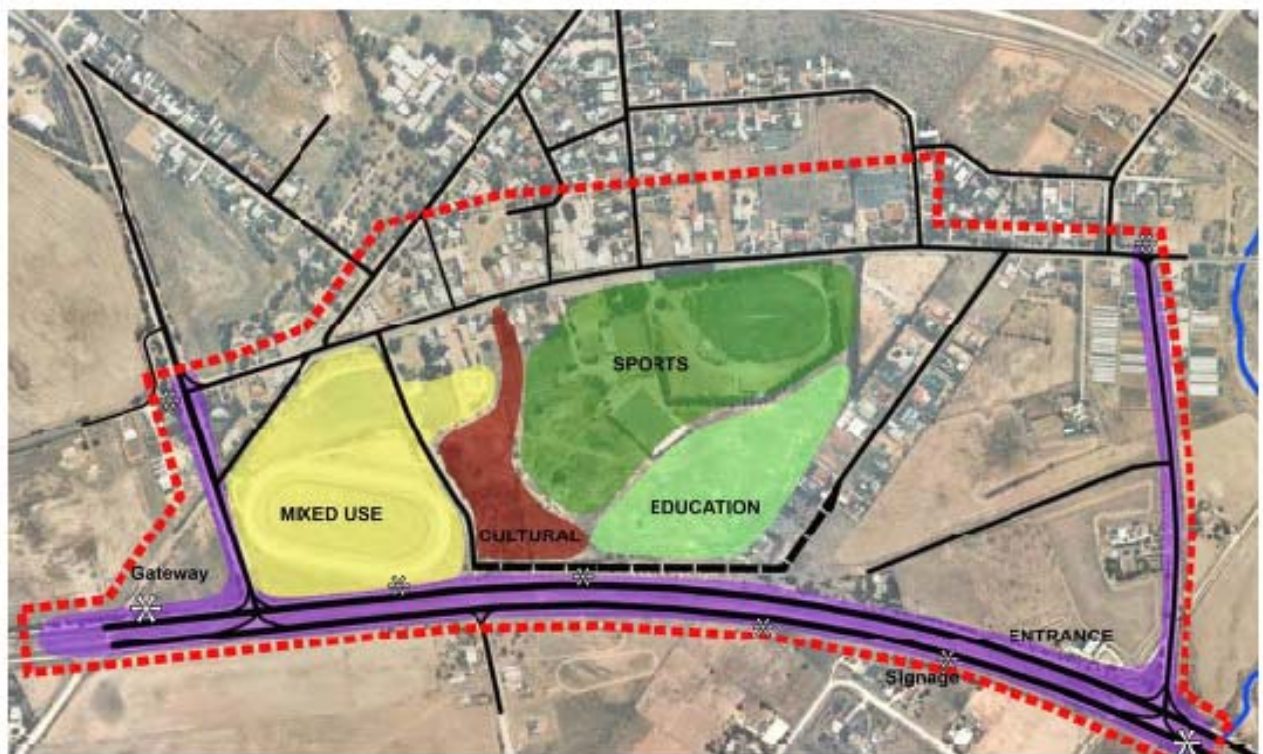 SPORTS
EDUCATION
MIXED USE
CULTURAL
Gateway
ENTRANCE
Signage